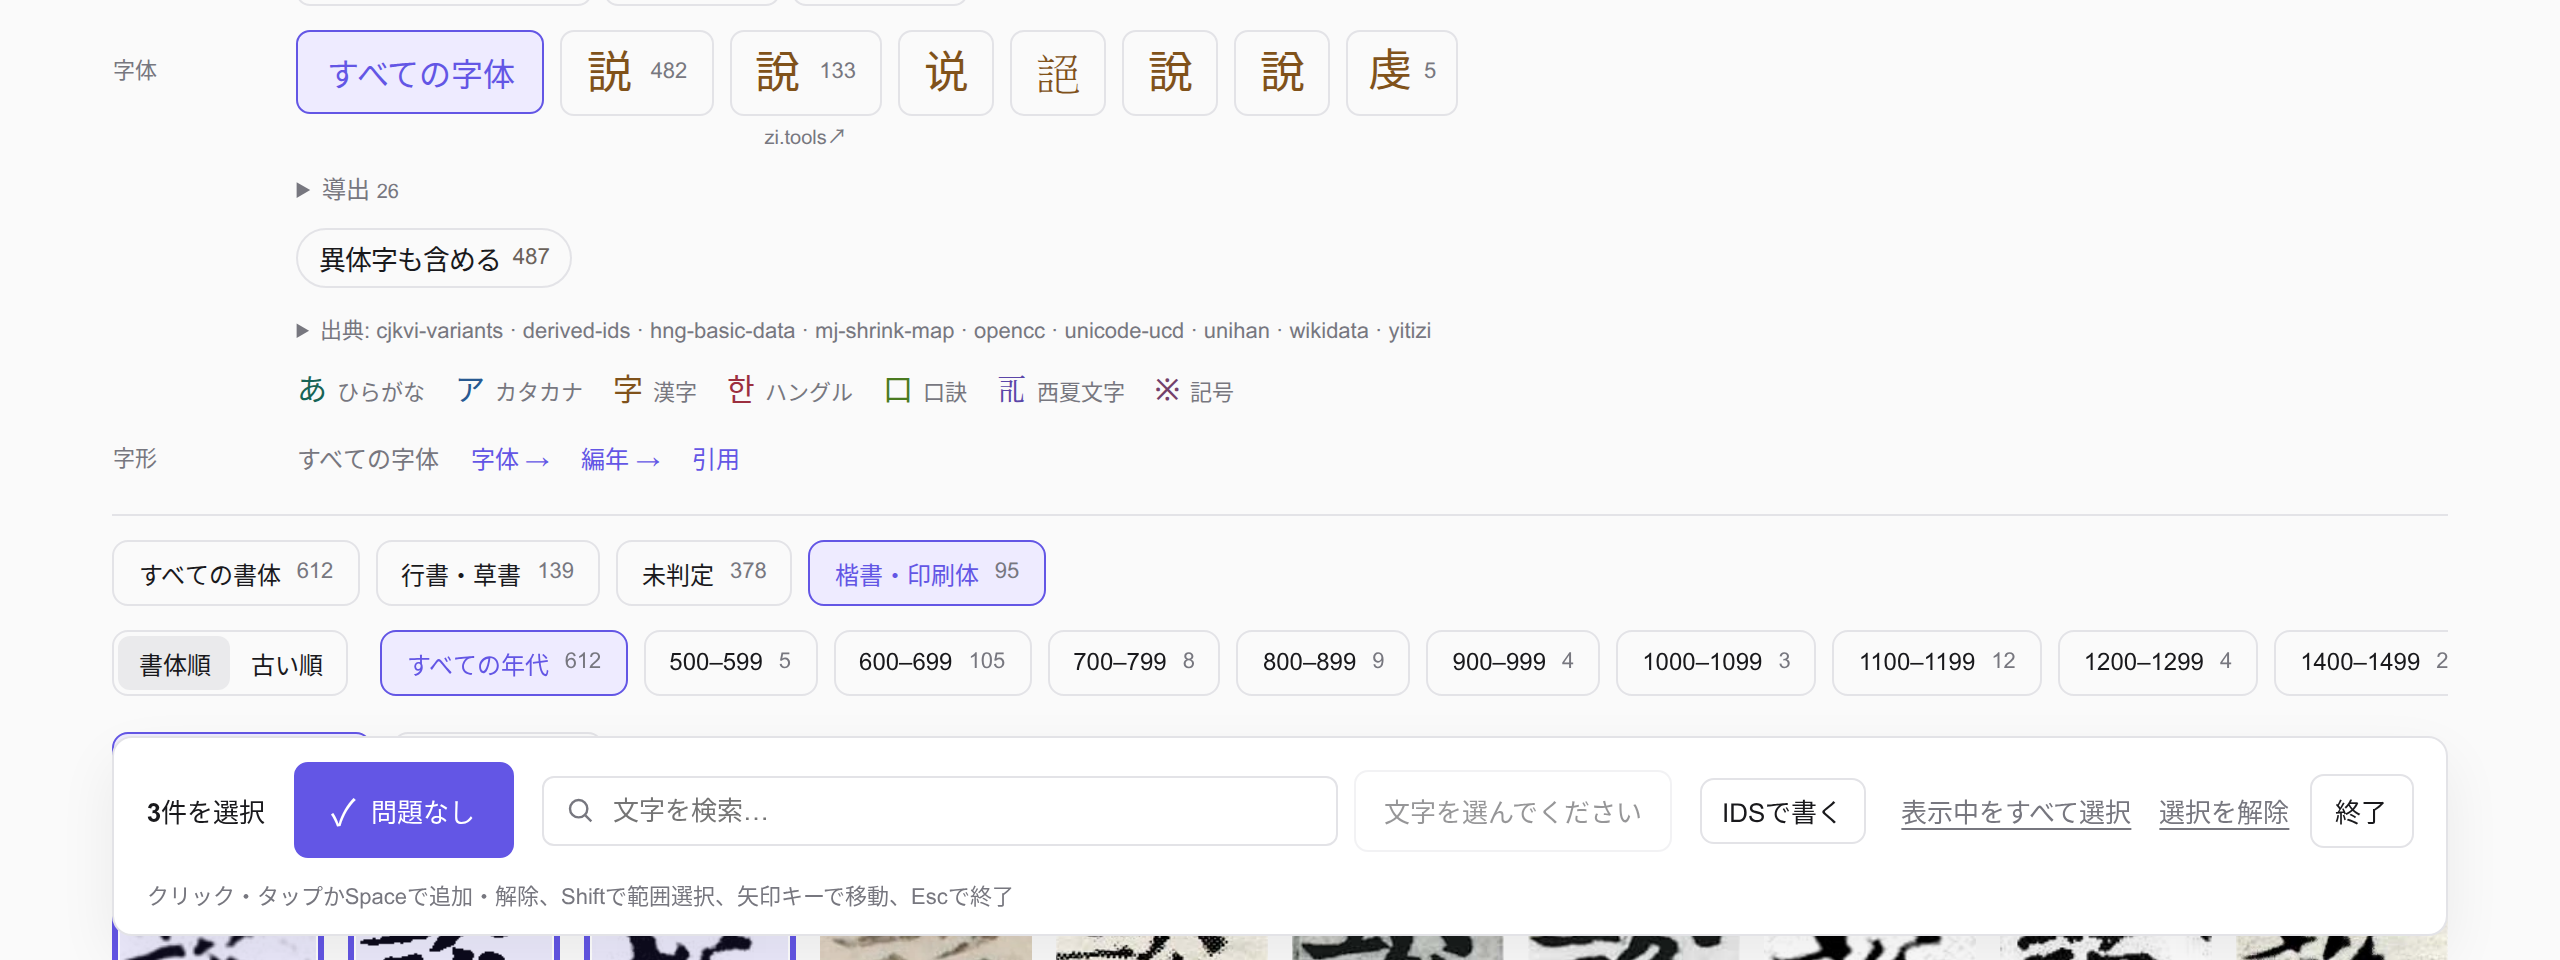 字体 すべての字体 説 482 說 133 说 説 說 虔 5
zi.tools↗
▶ 導出 26
異体字も含める 487
▶ 出典: cjkvi-variants · derived-ids · hng-basic-data · mj-shrink-map · opencc · unicode-ucd · unihan · wikidata · yitizi
あ ひらがな ア カタカナ 字 漢字 한 ハングル 口 口訣 西夏文字 ※ 記号
字形 すべての字体 字体→ 編年→ 引用
すべての書体 612 行書・草書 139 未判定 378 楷書・印刷体 95
書体順 古い順 すべての年代 612 500–599 5 600–699 105 700–799 8 800–899 9 900–999 4 1000–1099 3 1100–1199 12 1200–1299 4 1400–1499 2
3件を選択 ✓ 問題なし 文字を検索… 文字を選んでください IDSで書く 表示中をすべて選択 選択を解除 終了
クリック・タップかSpaceで追加・解除、Shiftで範囲選択、矢印キーで移動、Escで終了